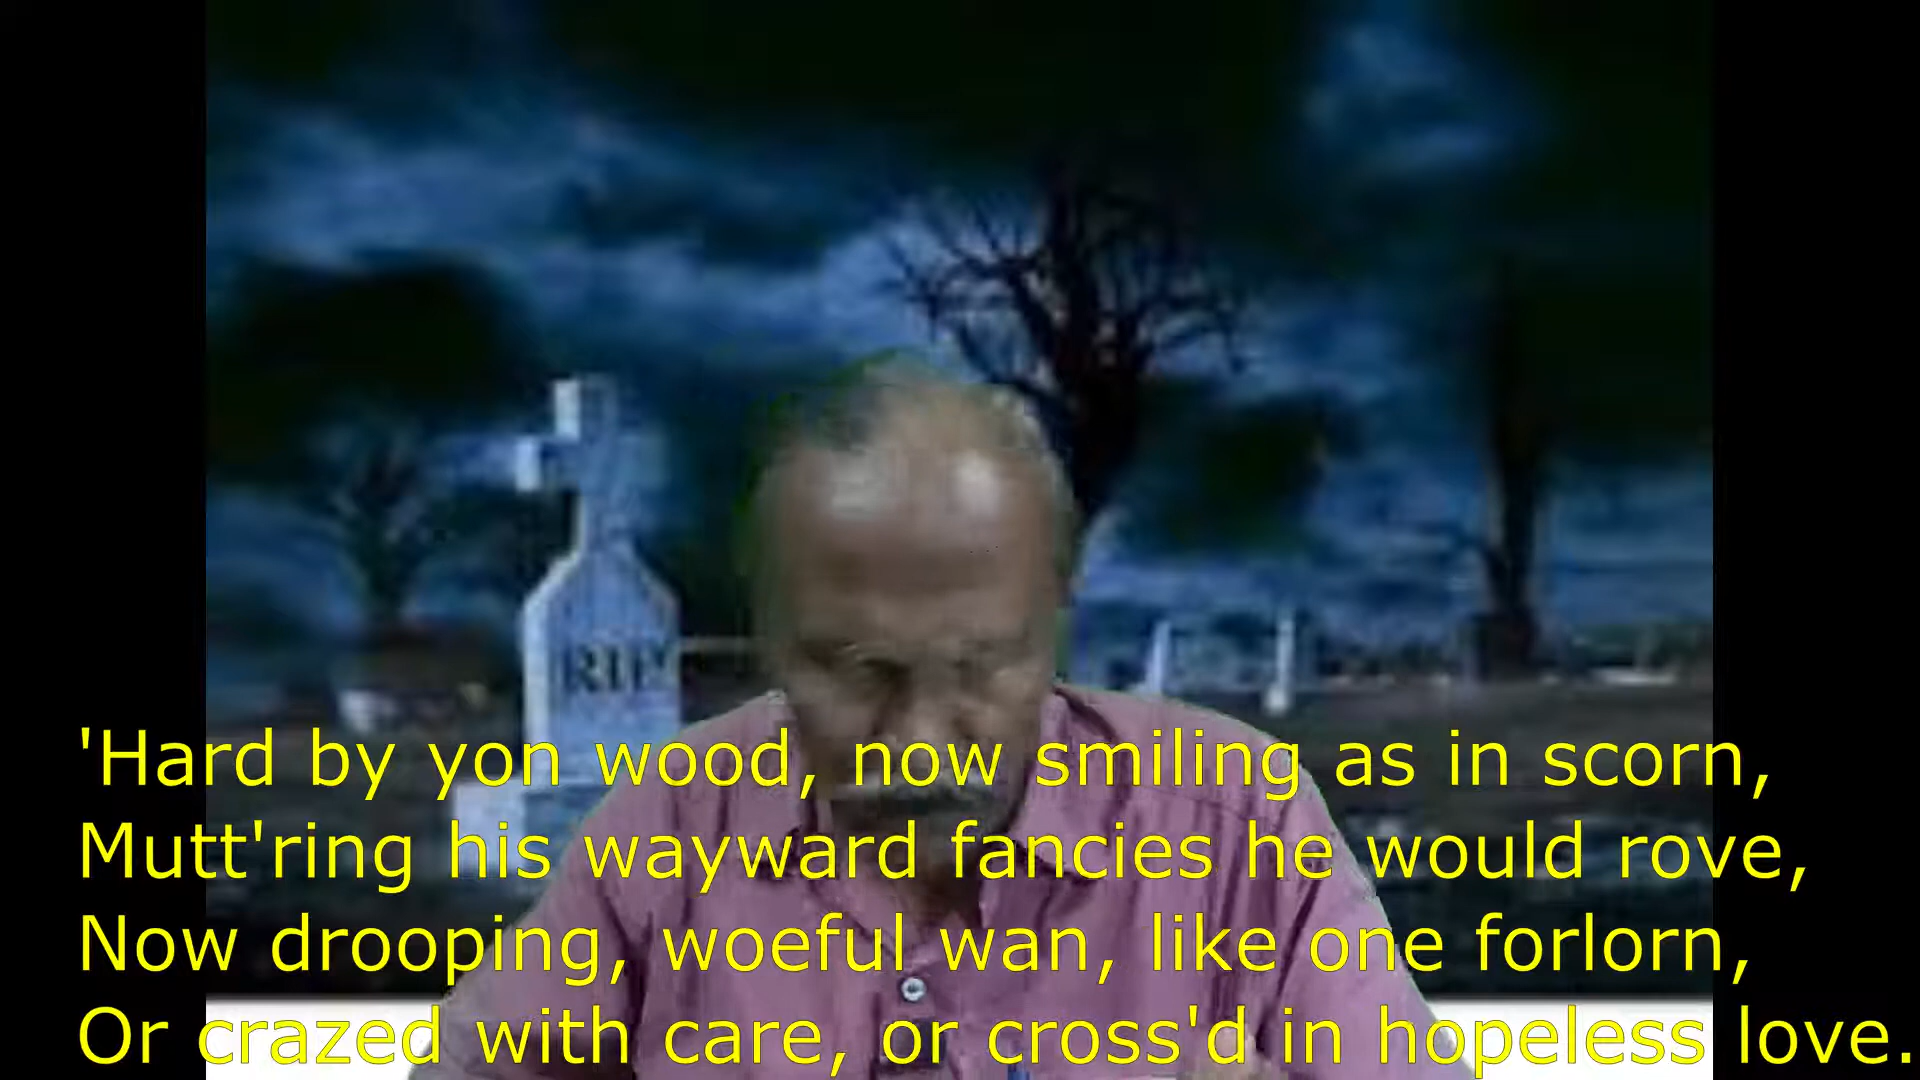 RIP
'Hard by yon wood, now smiling as in scorn,
Mutt'ring his wayward fancies he would rove,
Now drooping, woeful wan, like one forlorn,
Or crazed with care, or cross'd in hopeless love.